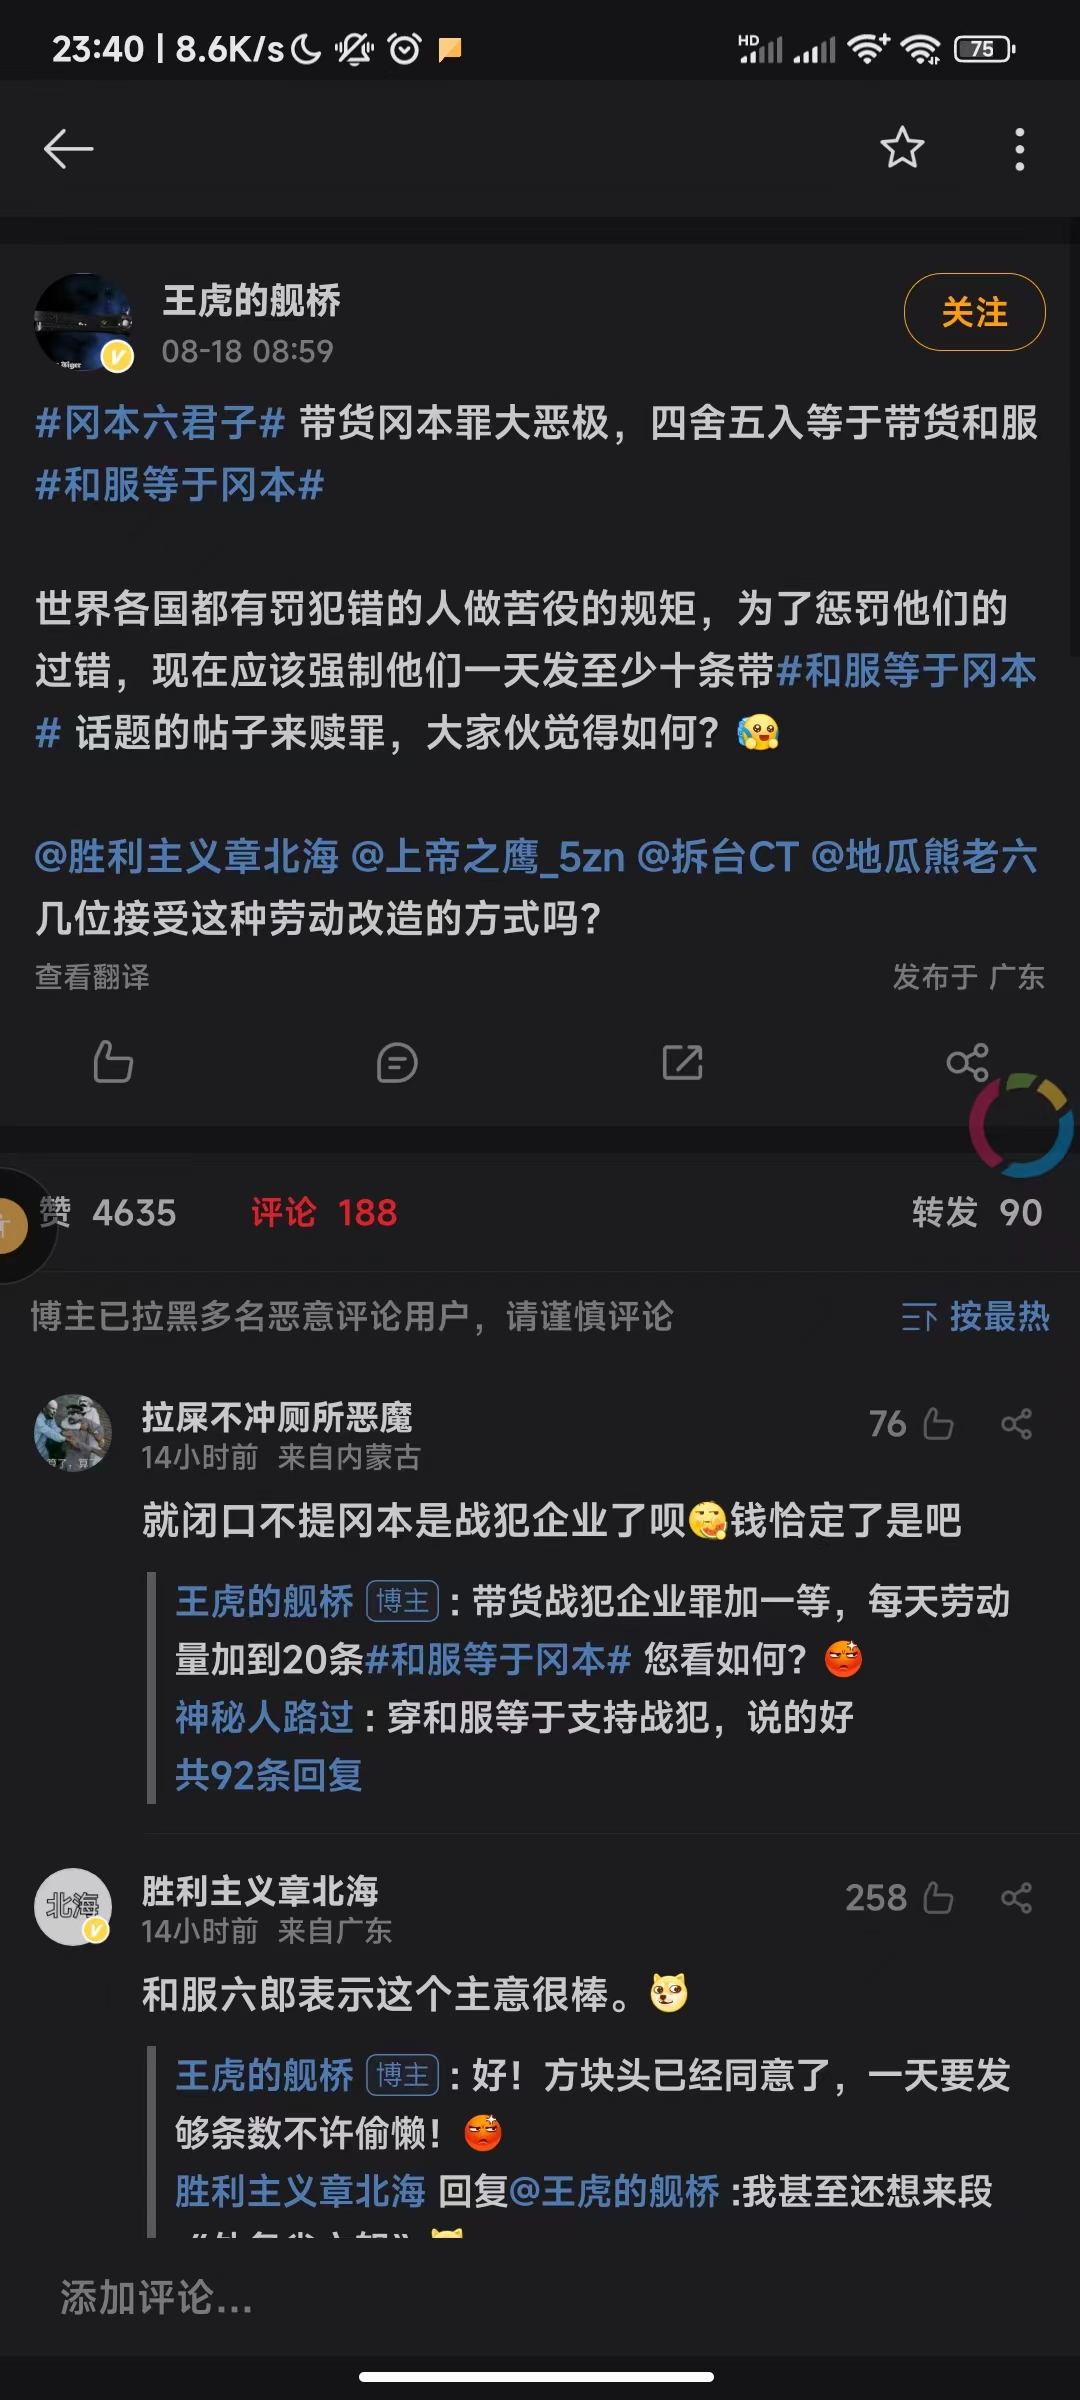 23:40 | 8.6K/s
HD
75
王虎的舰桥
08-18 08:59
关注
#冈本六君子# 带货冈本罪大恶极，四舍五入等于带货和服
#和服等于冈本#
世界各国都有罚犯错的人做苦役的规矩，为了惩罚他们的
过错，现在应该强制他们一天发至少十条带#和服等于冈本
# 话题的帖子来赎罪，大家伙觉得如何？
@胜利主义章北海 @上帝之鹰_5zn @拆台CT @地瓜熊老六
几位接受这种劳动改造的方式吗？
查看翻译
发布于 广东
赞 4635
评论 188
转发 90
博主已拉黑多名恶意评论用户，请谨慎评论
按最热
拉屎不冲厕所恶魔
76
14小时前 来自内蒙古
就闭口不提冈本是战犯企业了呗钱恰定了是吧
王虎的舰桥 博主：带货战犯企业罪加一等，每天劳动
量加到20条#和服等于冈本# 您看如何？
神秘人路过：穿和服等于支持战犯，说的好
共92条回复
北海
胜利主义章北海
258
14小时前 来自广东
和服六郎表示这个主意很棒。
王虎的舰桥 博主：好！方块头已经同意了，一天要发
够条数不许偷懒！
胜利主义章北海 回复@王虎的舰桥 :我甚至还想来段
添加评论...